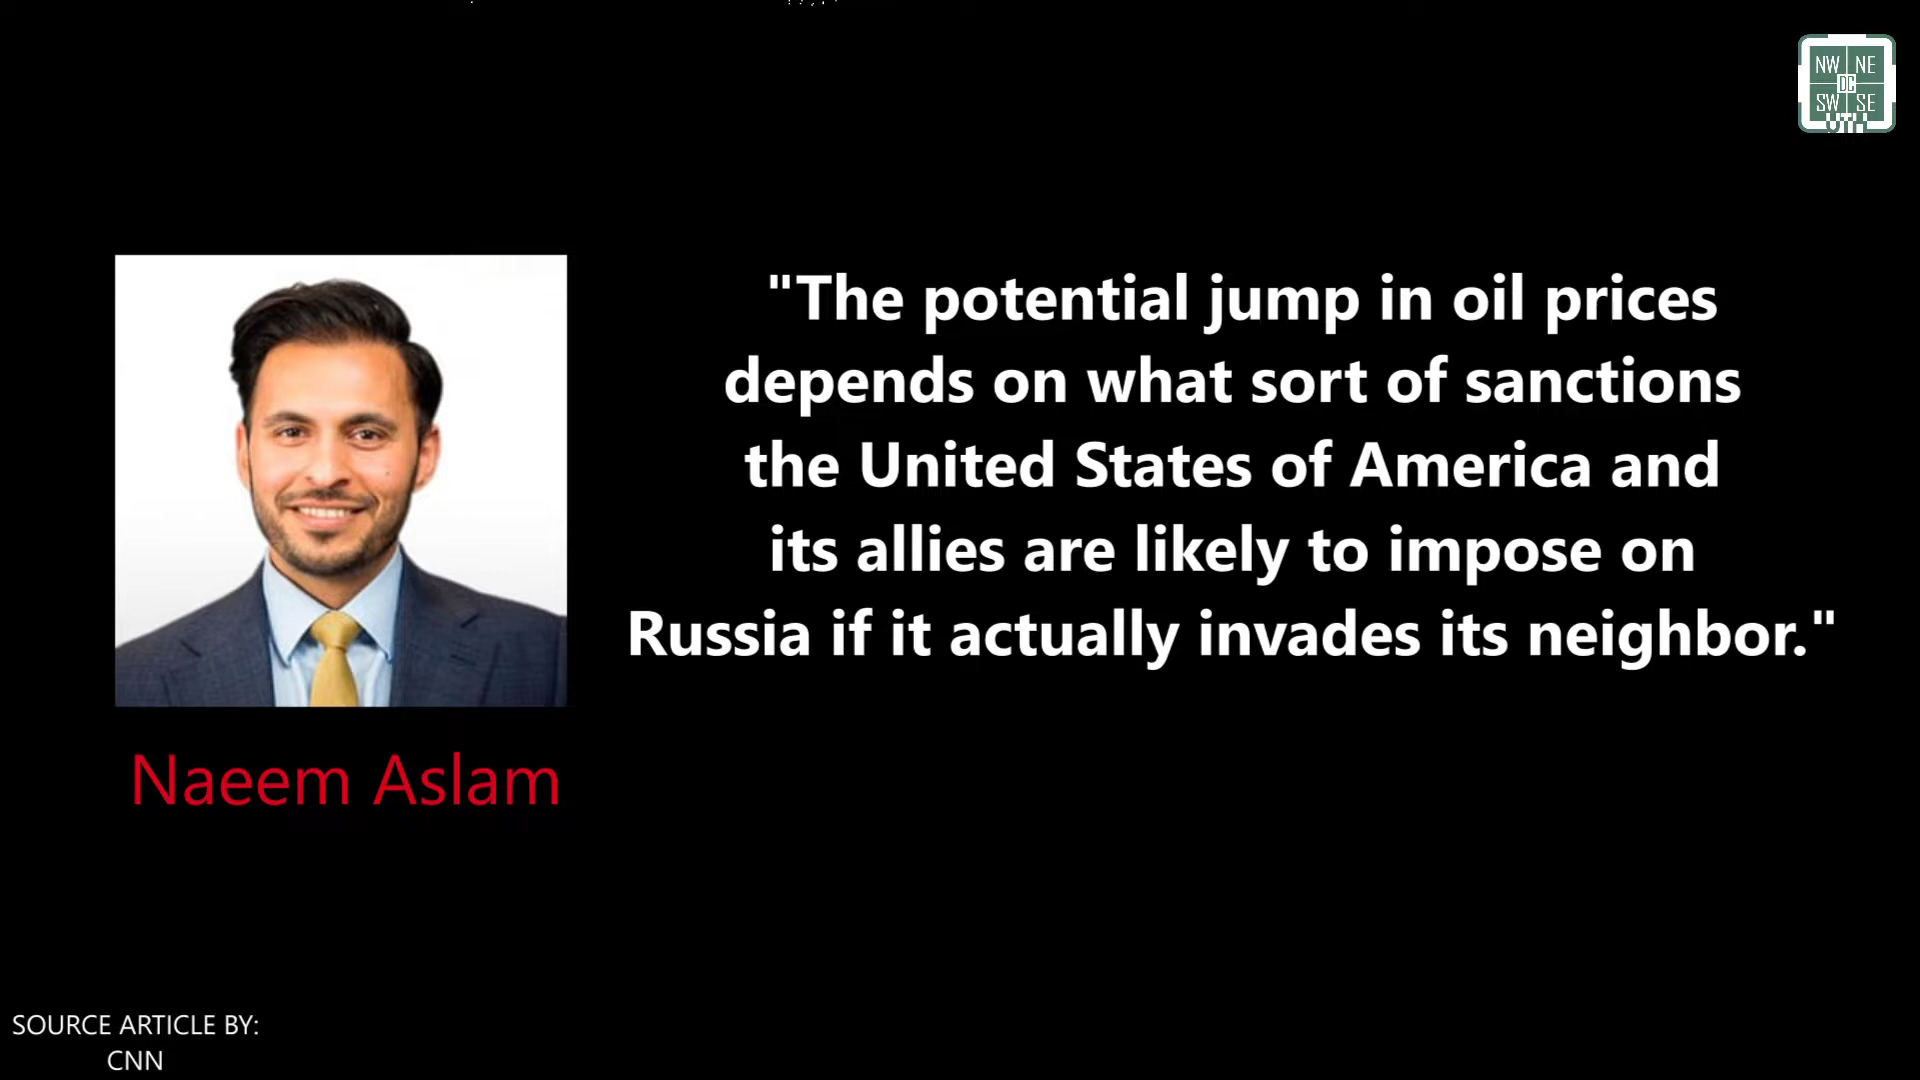 NW NE
DC
SW SE
"The potential jump in oil prices
depends on what sort of sanctions
the United States of America and
its allies are likely to impose on
Russia if it actually invades its neighbor."
Naeem Aslam
SOURCE ARTICLE BY:
CNN